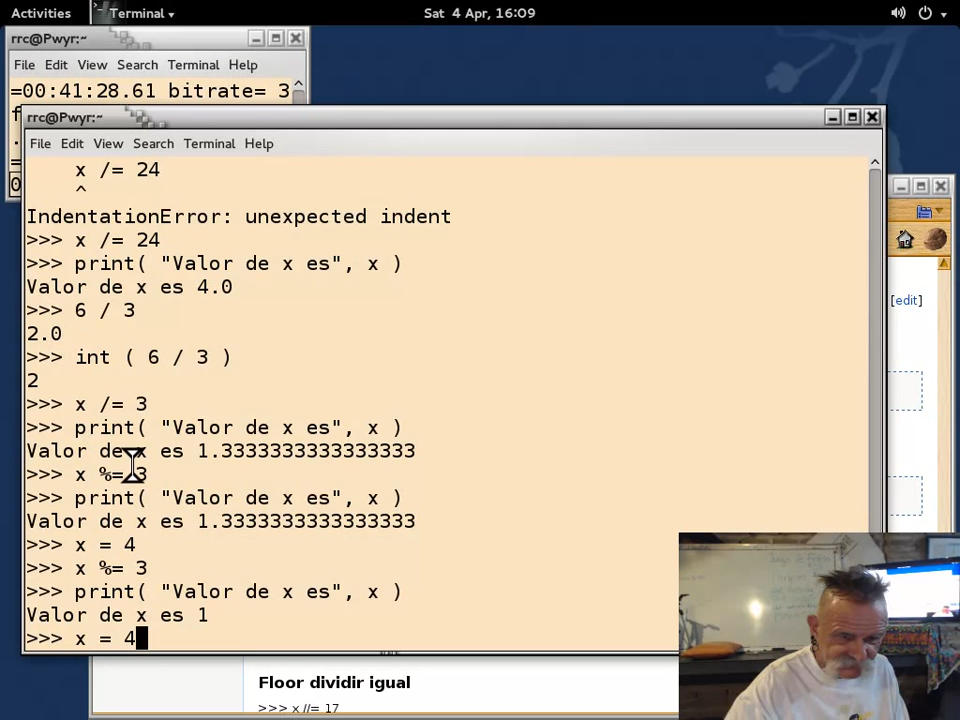 Activities
Terminal
Sat 4 Apr, 16:09
rrc@Pwyr:~
File Edit View Search Terminal Help
=00:41:28.61 bitrate= 3
rrc@Pwyr:~
File Edit View Search Terminal Help
x /= 24
^
IndentationError: unexpected indent
>>> x /= 24
>>> print( "Valor de x es", x )
Valor de x es 4.0
>>> 6 / 3
2.0
>>> int ( 6 / 3 )
2
>>> x /= 3
>>> print( "Valor de x es", x )
Valor de x es 1.3333333333333333
>>> x %= 3
>>> print( "Valor de x es", x )
Valor de x es 1.3333333333333333
>>> x = 4
>>> x %= 3
>>> print( "Valor de x es", x )
Valor de x es 1
>>> x = 4
[edit]
Floor dividir igual
>>> x //= 17